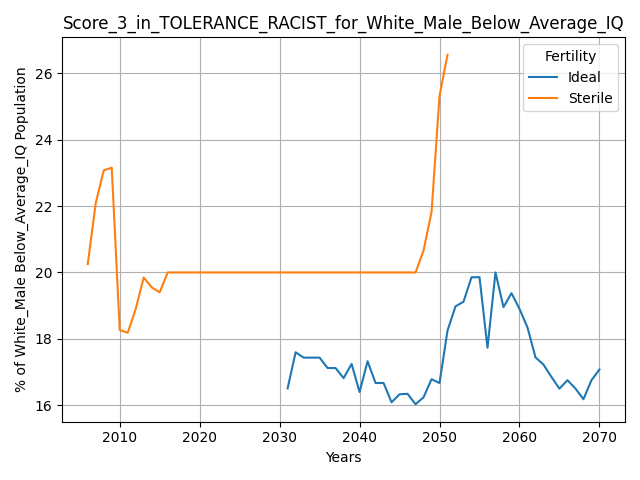 Score_3_in_TOLERANCE_RACIST_for_White_Male_Below_Average_IQ
% of White_Male Below_Average_IQ Population
26
24
22
20
18
16
Fertility
Ideal
Sterile
2010 2020 2030 2040 2050 2060 2070
Years